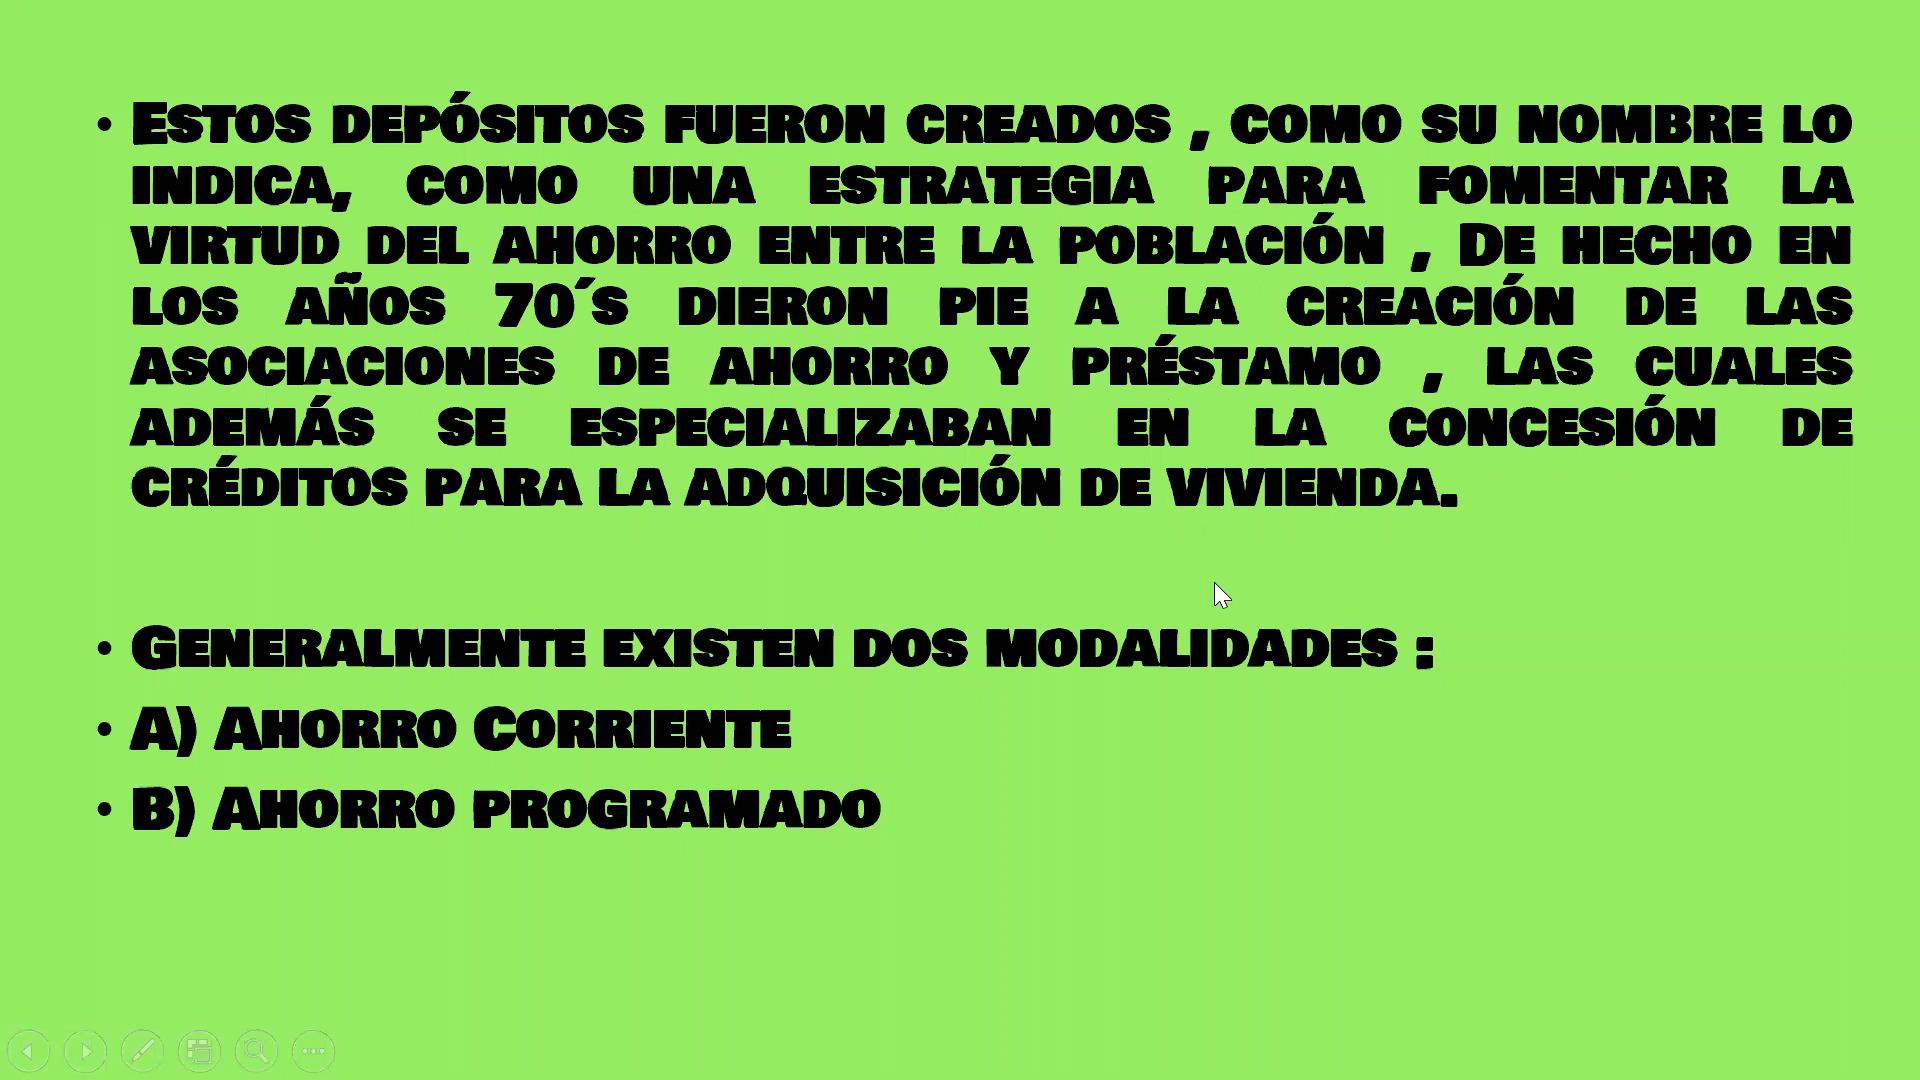 • Estos depósitos fueron creados , como su nombre lo
indica, como una estrategia para fomentar la
virtud del ahorro entre la población , De hecho en
los años 70´s dieron pie a la creación de las
asociaciones de ahorro y préstamo , las cuales
además se especializaban en la concesión de
créditos para la adquisición de vivienda.
• Generalmente existen dos modalidades :
• A) Ahorro Corriente
• B) Ahorro programado